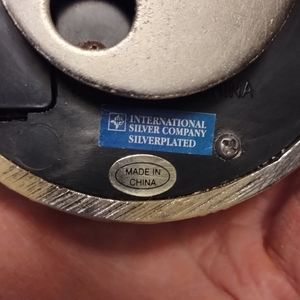 INTERNATIONAL
SILVER COMPANY
SILVERPLATED
MADE IN
CHINA